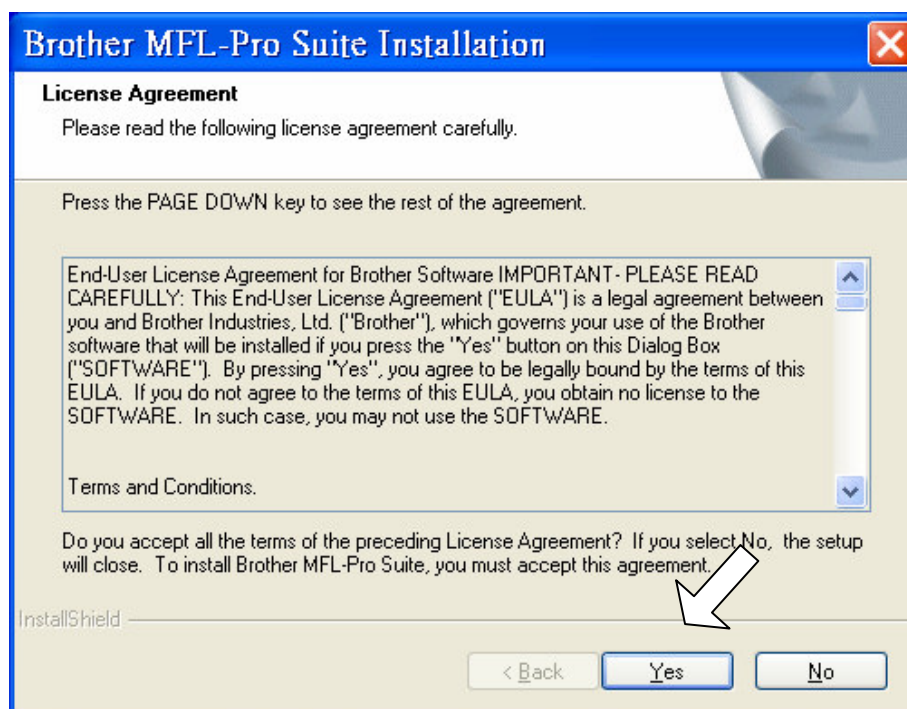 Brother MFL-Pro Suite Installation
License Agreement
Please read the following license agreement carefully.
Press the PAGE DOWN key to see the rest of the agreement.
End-User License Agreement for Brother Software IMPORTANT- PLEASE READ
CAREFULLY: This End-User License Agreement ("EULA") is a legal agreement between
you and Brother Industries, Ltd. ("Brother"), which governs your use of the Brother
software that will be installed if you press the "Yes" button on this Dialog Box
("SOFTWARE"). By pressing "Yes", you agree to be legally bound by the terms of this
EULA. If you do not agree to the terms of this EULA, you obtain no license to the
SOFTWARE. In such case, you may not use the SOFTWARE.
Terms and Conditions.
Do you accept all the terms of the preceding License Agreement? If you select No, the setup
will close. To install Brother MFL-Pro Suite, you must accept this agreement.
InstallShield
< Back Yes No